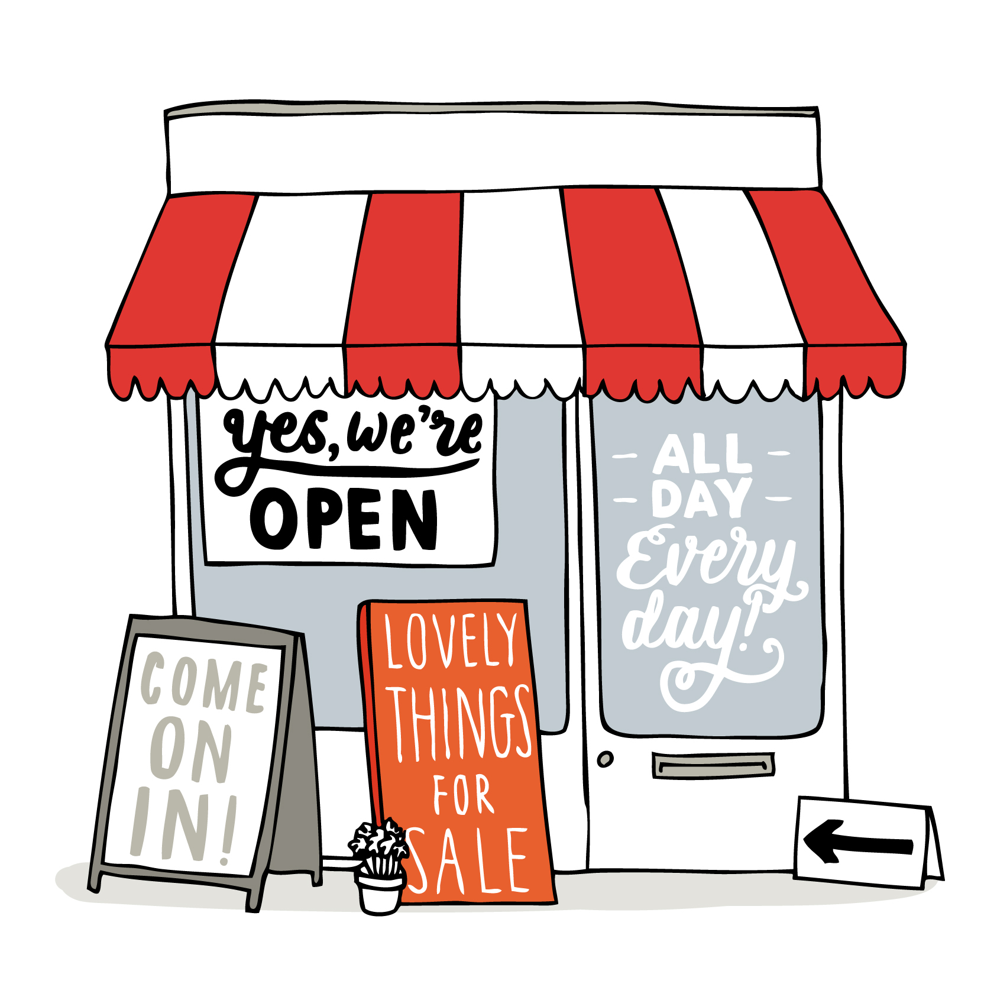 yes, we're
OPEN
ALL
DAY
Every
day!
LOVELY
THINGS
FOR
SALE
COME
ON
IN!